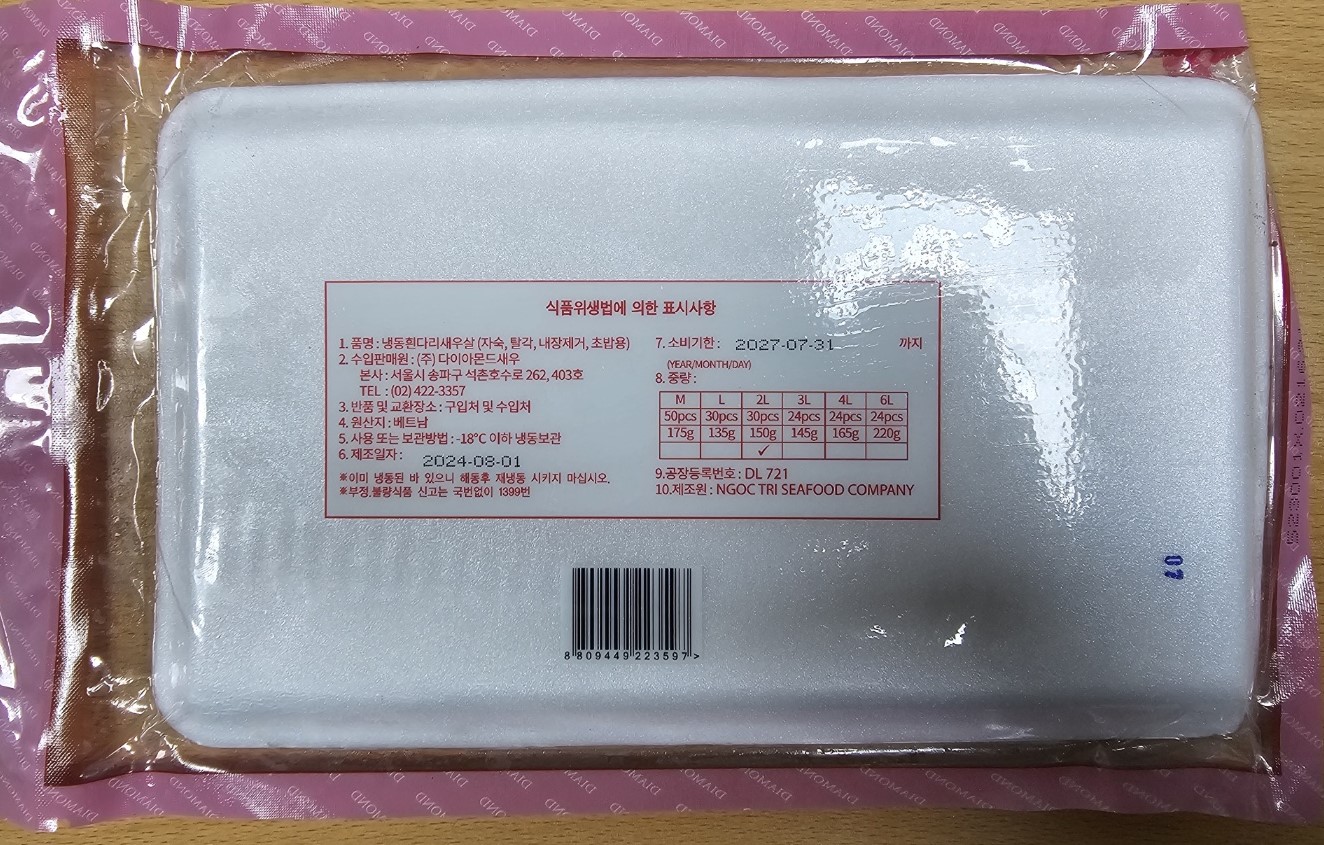 식품위생법에 의한 표시사항
1. 품명 : 냉동흰다리새우살 (자숙, 탈각, 내장제거, 초밥용)
2. 수입판매원 : (주) 다이아몬드새우
본사 : 서울시 송파구 석촌호수로 262, 403호
TEL : (02) 422-3357
3. 반품 및 교환장소 : 구입처 및 수입처
4. 원산지 : 베트남
5. 사용 또는 보관방법 : -18℃ 이하 냉동보관
6. 제조일자 : 2024-08-01
※이미 냉동된 바 있으니 해동후 재냉동 시키지 마십시오.
※부정.불량식품 신고는 국번없이 1399번
7. 소비기한 : 2027-07-31 까지
(YEAR/MONTH/DAY)
8. 중량 :
M L 2L 3L 4L 6L
50pcs 30pcs 30pcs 24pcs 24pcs 24pcs
175g 135g 150g 145g 165g 220g
✓
9.공장등록번호 : DL 721
10.제조원 : NGOC TRI SEAFOOD COMPANY
8 809449 223597 >
07
DIAMOND